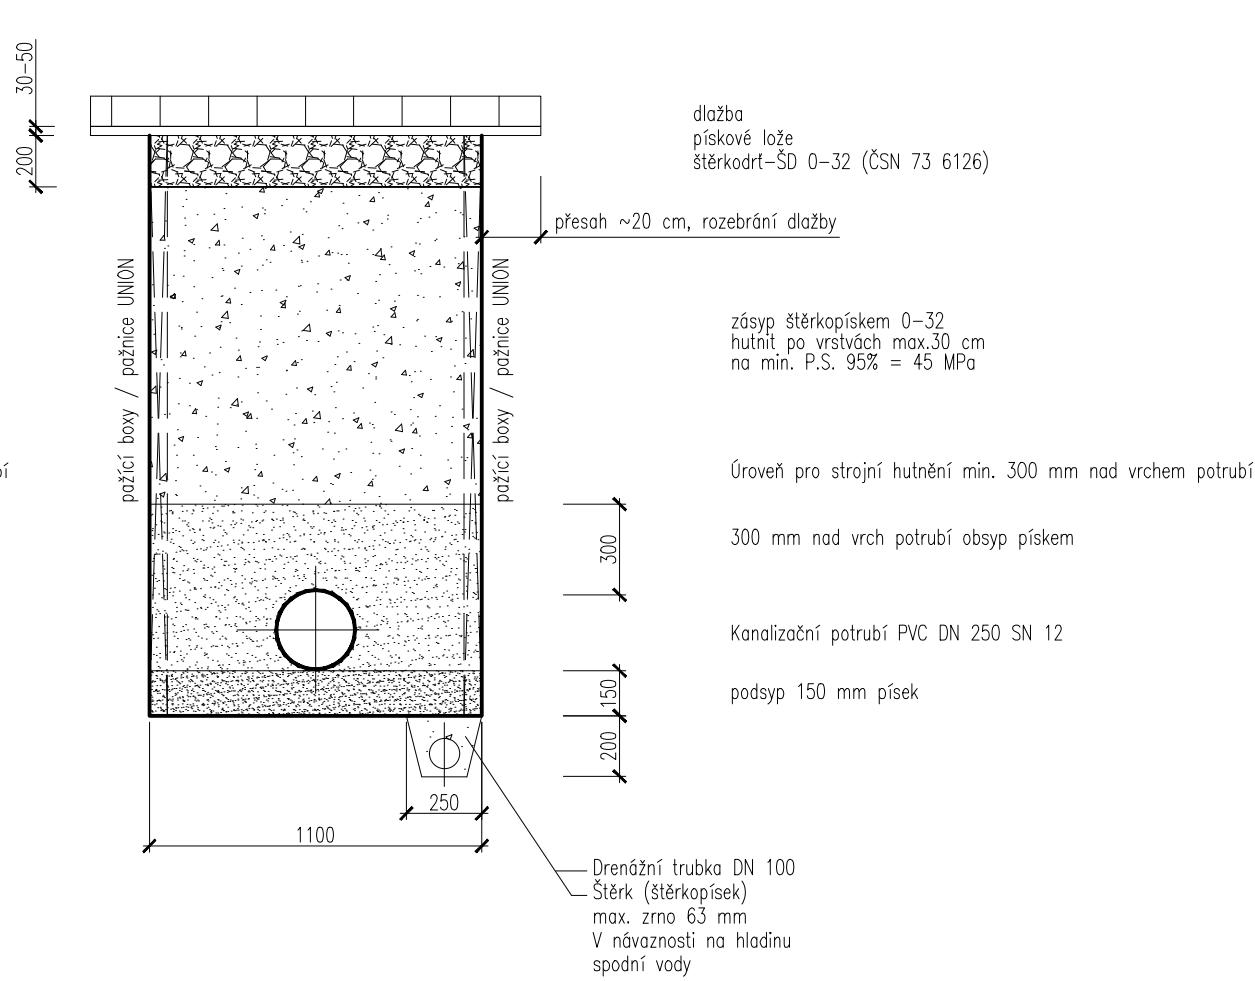 30-50
200
dlažba
pískové lože
štěrkodrť-ŠD 0-32 (ČSN 73 6126)
přesah ~20 cm, rozebrání dlažby
pažící boxy / pažnice UNION
pažící boxy / pažnice UNION
zásyp štěrkopískem 0-32
hutnit po vrstvách max.30 cm
na min. P.S. 95% = 45 MPa
Úroveň pro strojní hutnění min. 300 mm nad vrchem potrubí
300
300 mm nad vrch potrubí obsyp pískem
Kanalizační potrubí PVC DN 250 SN 12
150
podsyp 150 mm písek
200
250
1100
Drenážní trubka DN 100
Štěrk (štěrkopísek)
max. zrno 63 mm
V návaznosti na hladinu
spodní vody